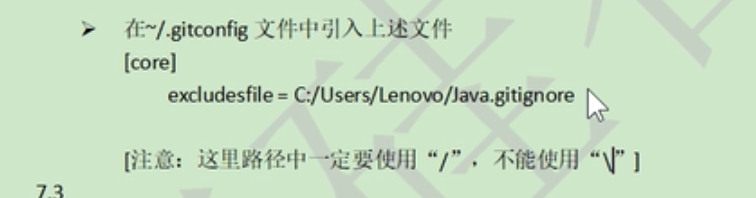 ➢ 在~/.gitconfig 文件中引入上述文件
[core]
excludesfile = C:/Users/Lenovo/Java.gitignore
[注意：这里路径中一定要使用“/”，不能使用“\”]
7.3